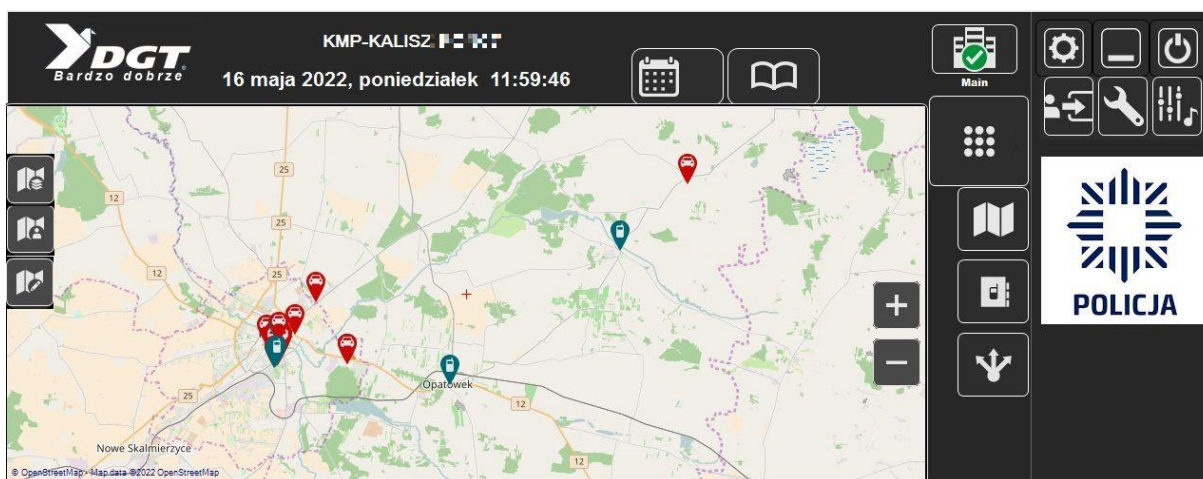 DGT
Bardzo dobrze
KMP-KALISZ
16 maja 2022, poniedziałek 11:59:46
Main
POLICJA
25
12
25
12
25
25
Opatówek
12
Nowe Skalmierzyce
12
© OpenStreetMap - Map data ©2022 OpenStreetMap